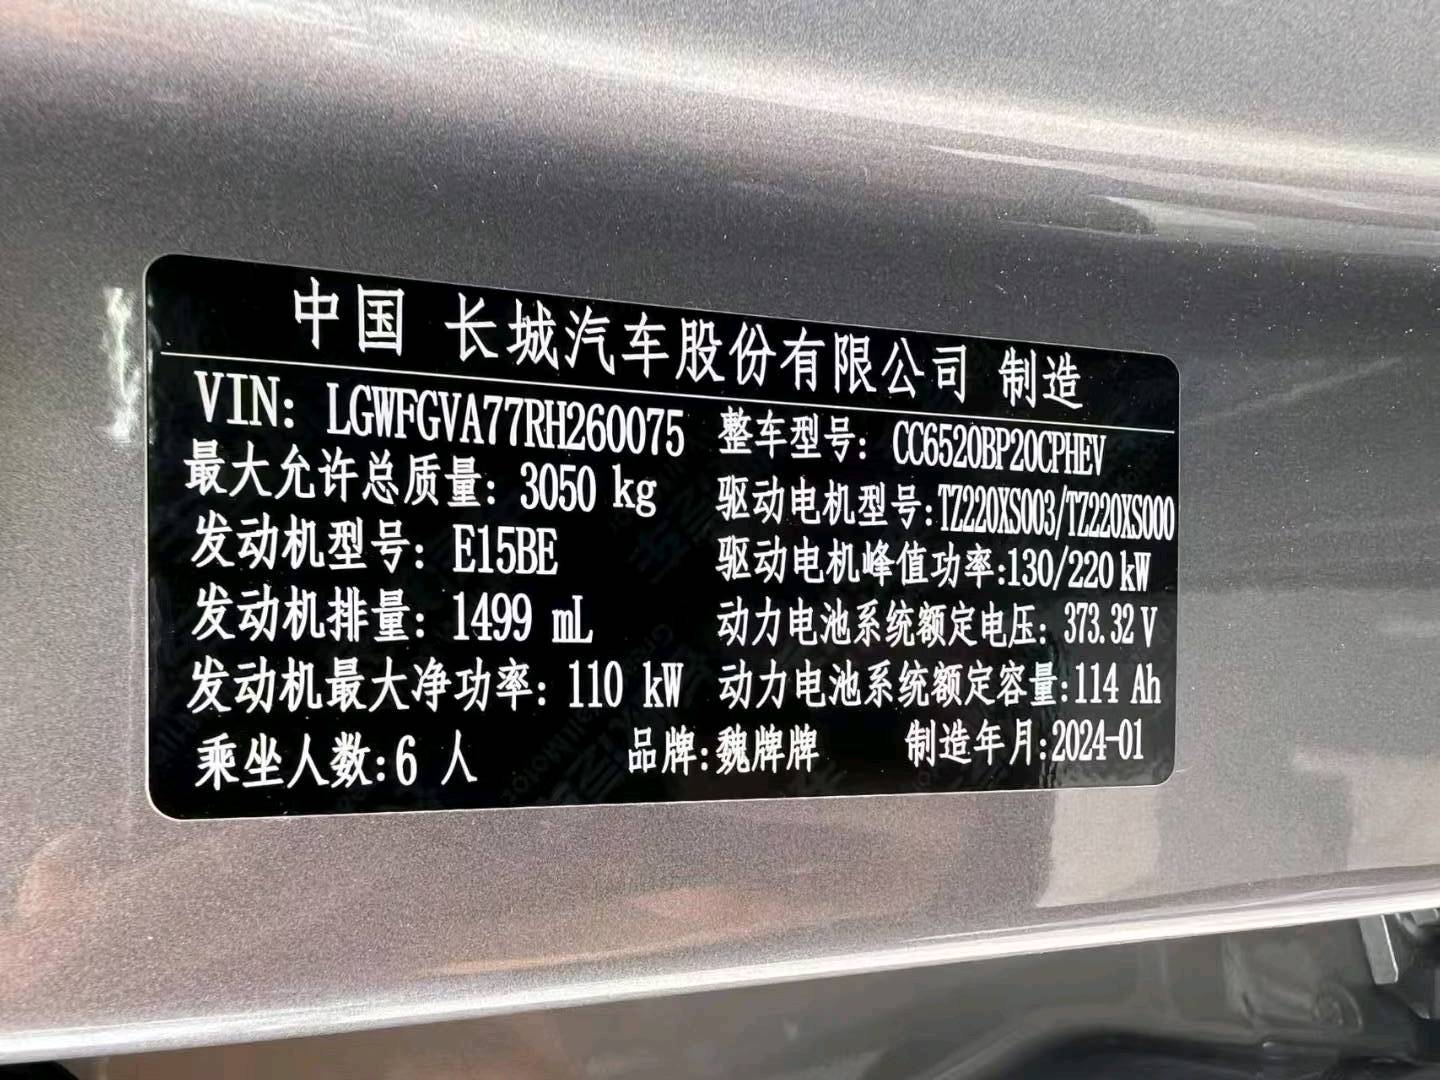 中国 长城汽车股份有限公司 制造
VIN: LGWFGVA77RH260075 整车型号: CC6520BP20CPHEV
最大允许总质量: 3050 kg 驱动电机型号:TZ220XS003/TZ220XS000
发动机型号: E15BE 驱动电机峰值功率:130/220 kW
发动机排量: 1499 mL 动力电池系统额定电压: 373.32 V
发动机最大净功率: 110 kW 动力电池系统额定容量:114 Ah
乘坐人数:6 人 品牌:魏牌牌 制造年月:2024-01